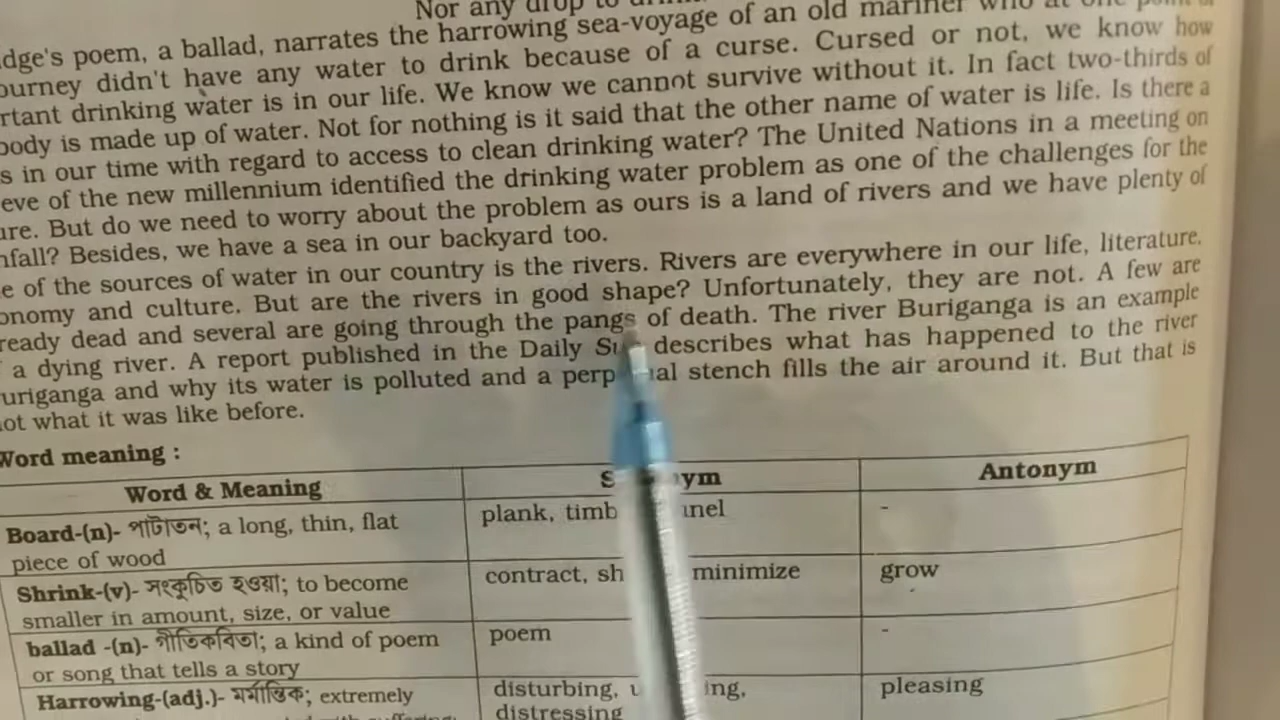 Nor any drop to
dge's poem, a ballad, narrates the harrowing sea-voyage of an old mariner who at one point of
ourney didn't have any water to drink because of a curse. Cursed or not, we know how
rtant drinking water is in our life. We know we cannot survive without it. In fact two-thirds of
body is made up of water. Not for nothing is it said that the other name of water is life. Is there a
s in our time with regard to access to clean drinking water? The United Nations in a meeting on
eve of the new millennium identified the drinking water problem as one of the challenges for the
ure. But do we need to worry about the problem as ours is a land of rivers and we have plenty of
nfall? Besides, we have a sea in our backyard too.
e of the sources of water in our country is the rivers. Rivers are everywhere in our life, literature,
onomy and culture. But are the rivers in good shape? Unfortunately, they are not. A few are
ready dead and several are going through the pangs of death. The river Buriganga is an example
a dying river. A report published in the Daily describes what has happened to the river
uriganga and why its water is polluted and a stench fills the air around it. But that is
ot what it was like before.
Word meaning :
Word & Meaning Antonym
Board-(n)- পাটাতন; a long, thin, flat plank, -
piece of wood
Shrink-(v)- সংকুচিত হওয়া; to become contract, minimize grow
smaller in amount, size, or value
ballad -(n)- গীতিকবিতা; a kind of poem poem -
or song that tells a story
Harrowing-(adj.)- মর্মান্তিক; extremely disturbing, pleasing
distressing